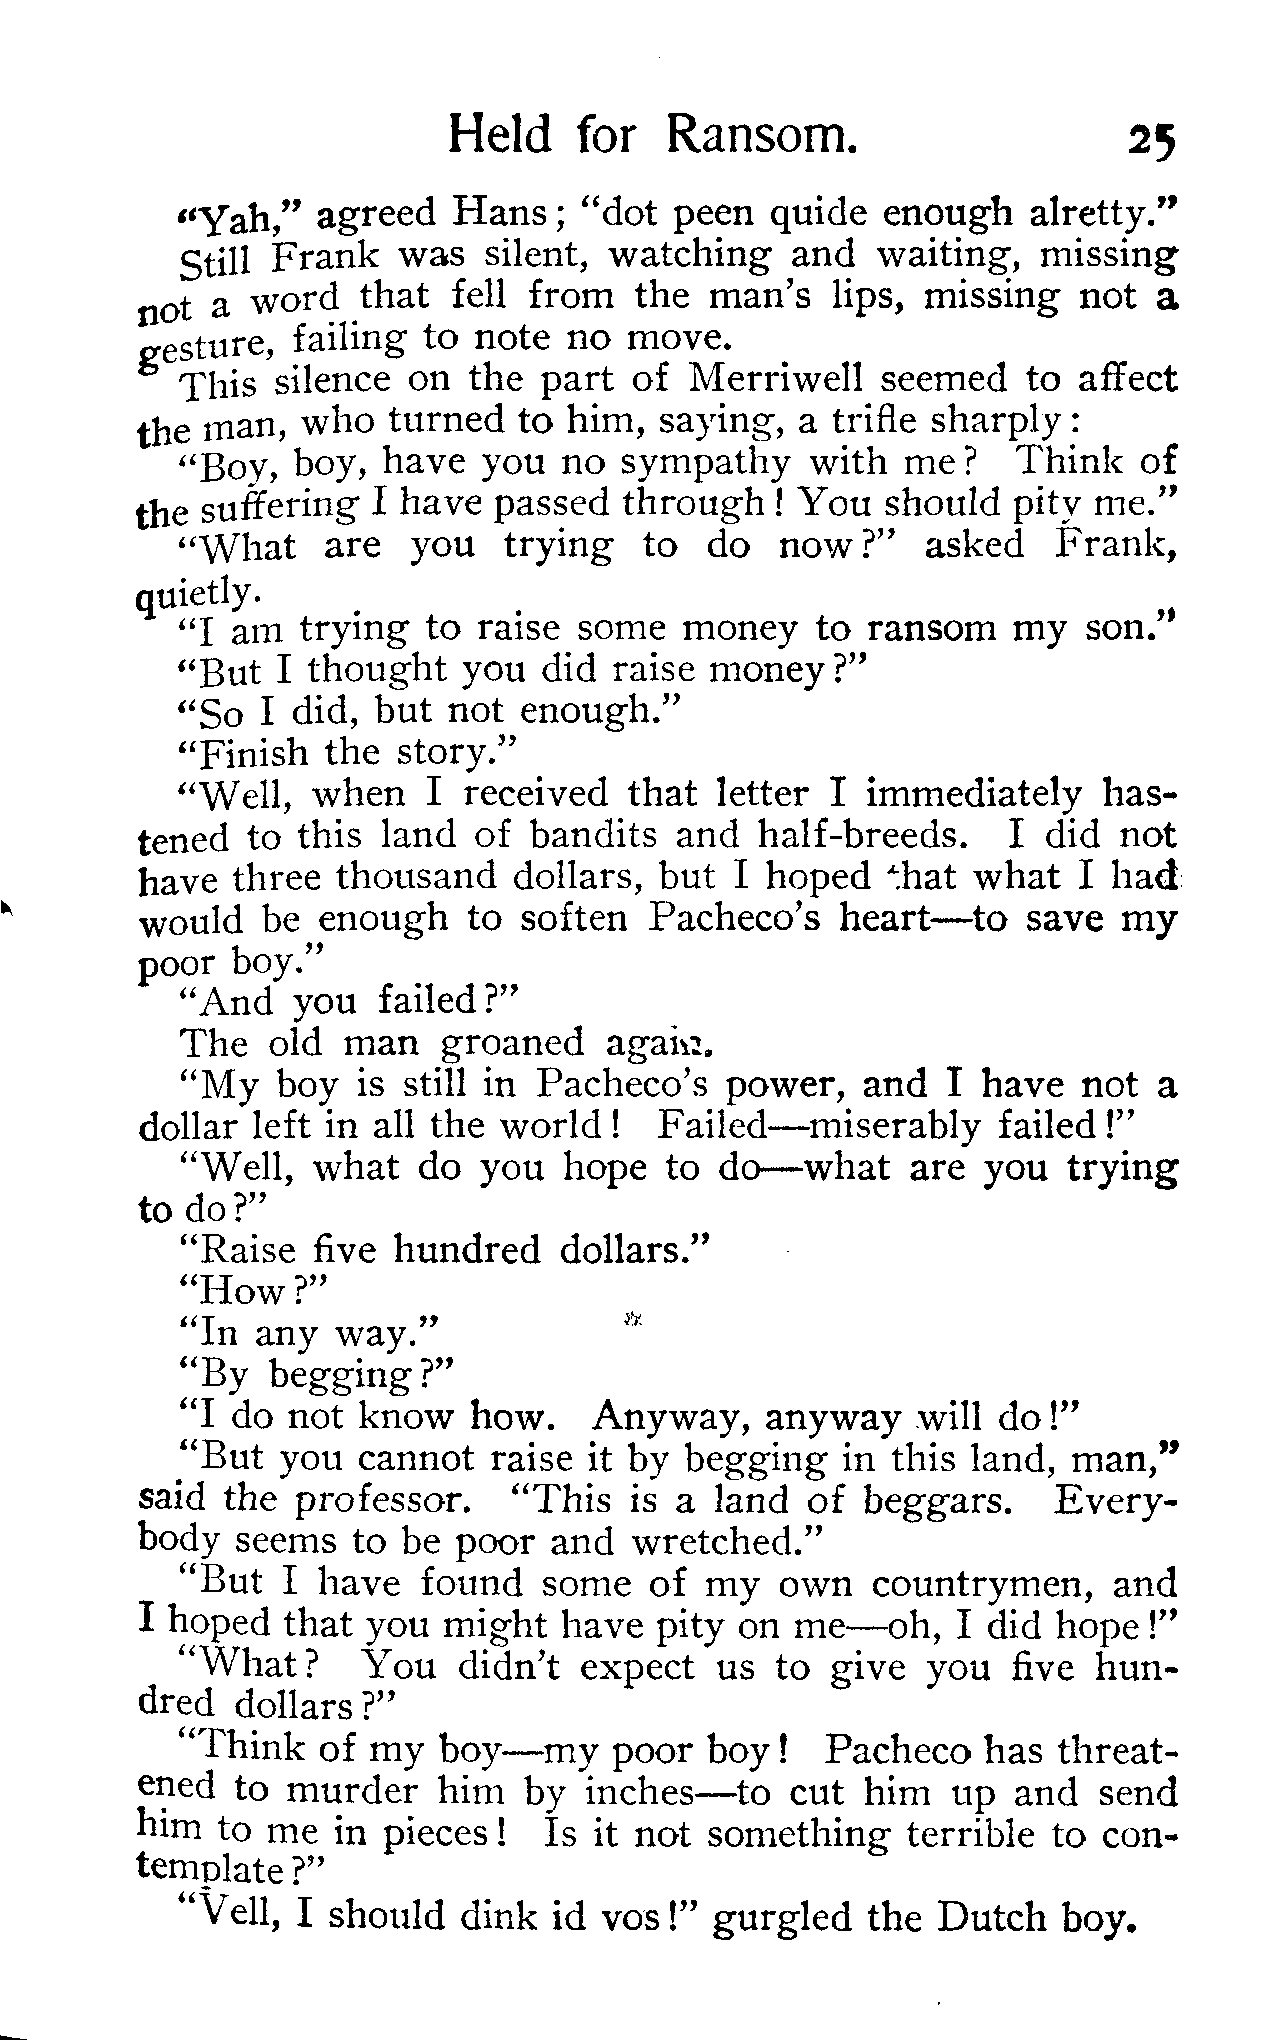 Held for Ransom. 25
“Yah,” agreed Hans; “dot peen quide enough alretty.”
Still Frank was silent, watching and waiting, missing
not a word that fell from the man’s lips, missing not a
gesture, failing to note no move.
This silence on the part of Merriwell seemed to affect
the man, who turned to him, saying, a trifle sharply:
“Boy, boy, have you no sympathy with me? Think of
the suffering I have passed through! You should pity me.”
“What are you trying to do now?” asked Frank,
quietly.
“I am trying to raise some money to ransom my son.”
“But I thought you did raise money?”
“So I did, but not enough.”
“Finish the story.”
“Well, when I received that letter I immediately has-
tened to this land of bandits and half-breeds. I did not
have three thousand dollars, but I hoped that what I had
would be enough to soften Pacheco’s heart—to save my
poor boy.”
“And you failed?”
The old man groaned again.
“My boy is still in Pacheco’s power, and I have not a
dollar left in all the world! Failed—miserably failed!”
“Well, what do you hope to do—what are you trying
to do?”
“Raise five hundred dollars.”
“How?”
“In any way.”
“By begging?”
“I do not know how. Anyway, anyway will do!”
“But you cannot raise it by begging in this land, man,”
said the professor. “This is a land of beggars. Every-
body seems to be poor and wretched.”
“But I have found some of my own countrymen, and
I hoped that you might have pity on me—oh, I did hope!”
“What? You didn’t expect us to give you five hun-
dred dollars?”
“Think of my boy—my poor boy! Pacheco has threat-
ened to murder him by inches—to cut him up and send
him to me in pieces! Is it not something terrible to con-
template?”
“Vell, I should dink id vos!” gurgled the Dutch boy.